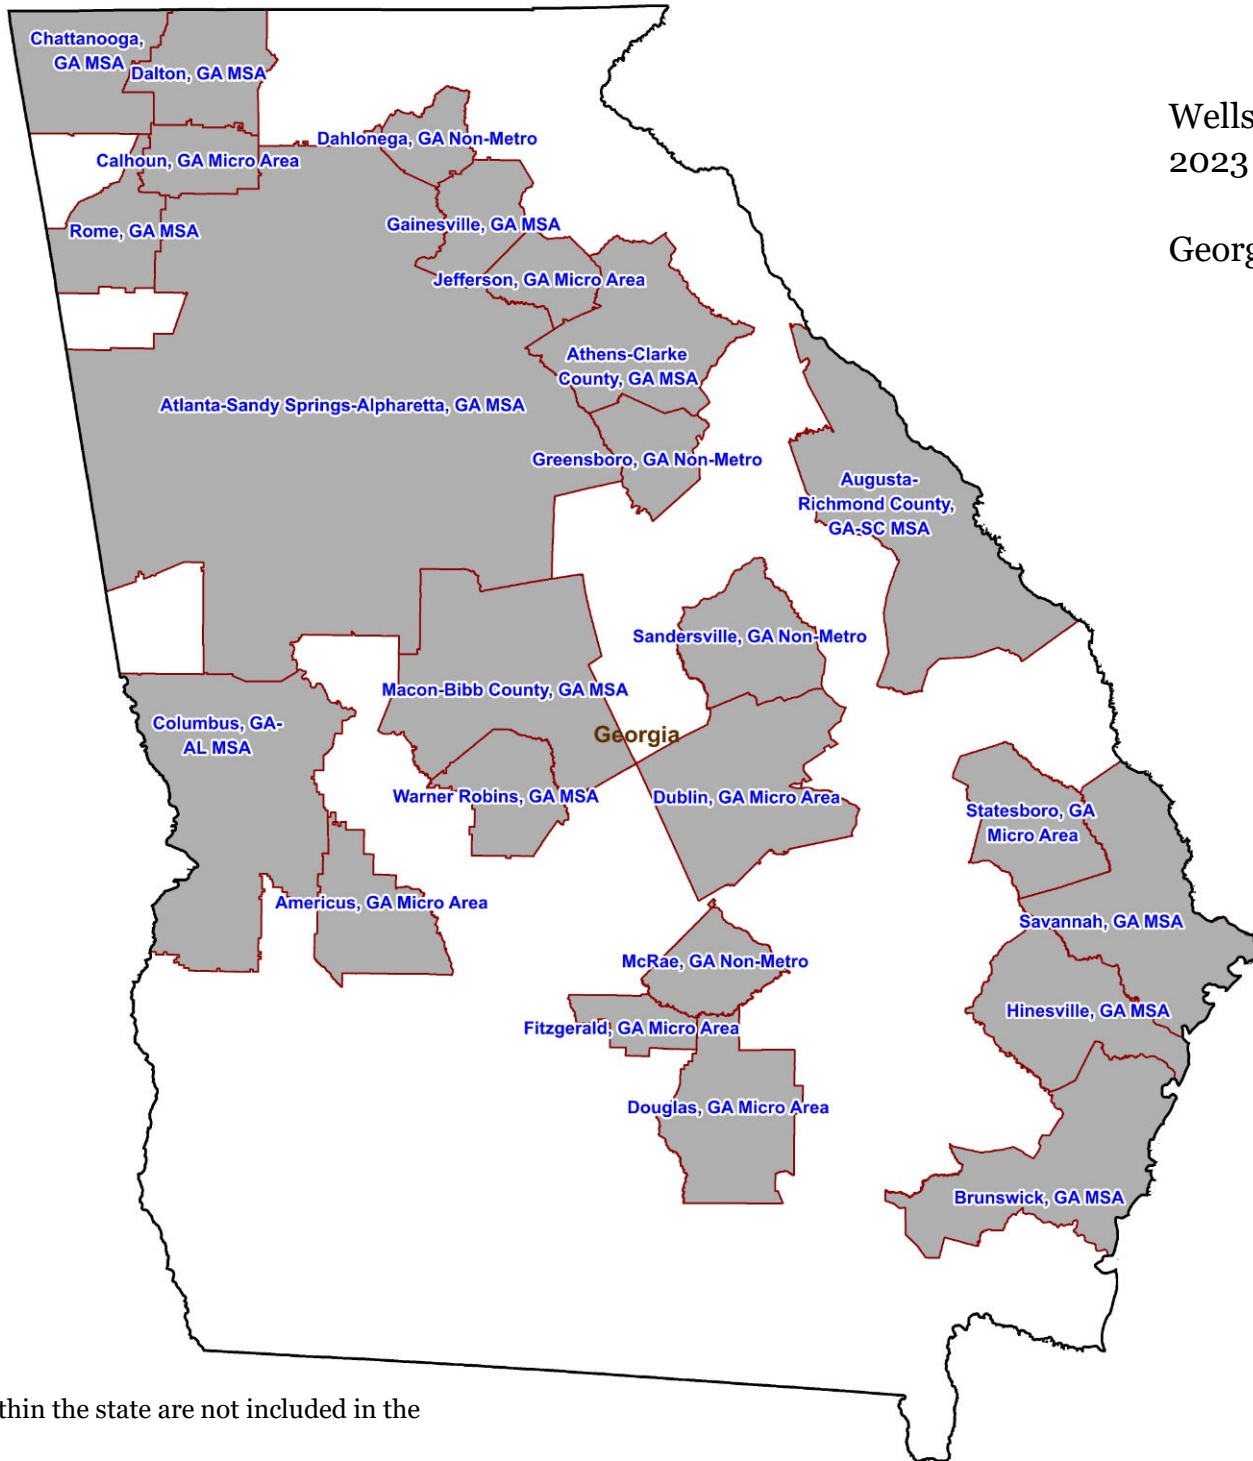 Chattanooga,
GA MSA
Dalton, GA MSA
Wells
2023
Dahlonega, GA Non-Metro
Calhoun, GA Micro Area
Georg
Rome, GA MSA
Gainesville, GA MSA
Jefferson, GA Micro Area
Athens-Clarke
County, GA MSA
Atlanta-Sandy Springs-Alpharetta, GA MSA
Greensboro, GA Non-Metro
Augusta-
Richmond County,
GA-SC MSA
Sandersville, GA Non-Metro
Macon-Bibb County, GA MSA
Columbus, GA-
AL MSA
Georgia
Warner Robins, GA MSA
Dublin, GA Micro Area
Statesboro, GA
Micro Area
Americus, GA Micro Area
Savannah, GA MSA
McRae, GA Non-Metro
Hinesville, GA MSA
Fitzgerald, GA Micro Area
Douglas, GA Micro Area
Brunswick, GA MSA
thin the state are not included in the